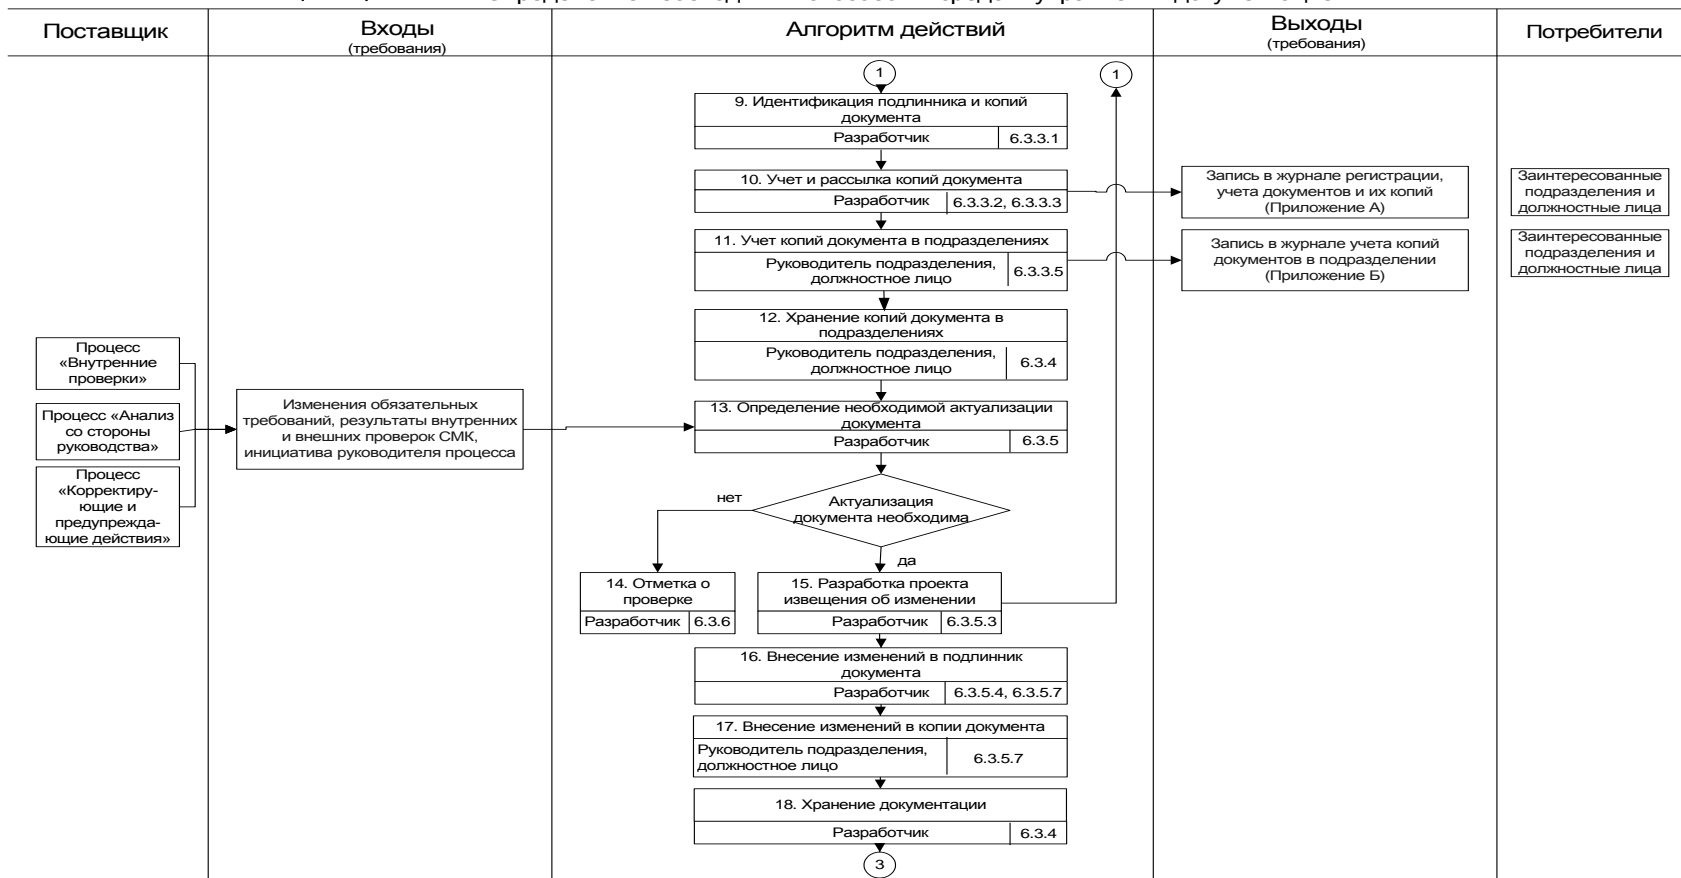 Поставщик
Входы
(требования)
Алгоритм действий
Выходы
(требования)
Потребители
1
1
9. Идентификация подлинника и копий
документа
Разработчик
6.3.3.1
10. Учет и рассылка копий документа
Разработчик
6.3.3.2, 6.3.3.3
Запись в журнале регистрации,
учета документов и их копий
(Приложение А)
Заинтересованные
подразделения и
должностные лица
11. Учет копий документа в подразделениях
Руководитель подразделения,
должностное лицо
6.3.3.5
Запись в журнале учета копий
документов в подразделении
(Приложение Б)
Заинтересованные
подразделения и
должностные лица
12. Хранение копий документа в
подразделениях
Руководитель подразделения,
должностное лицо
6.3.4
Процесс
«Внутренние
проверки»
Процесс «Анализ
со стороны
руководства»
Процесс
«Корректиру-
ющие и
предупрежда-
ющие действия»
Изменения обязательных
требований, результаты внутренних
и внешних проверок СМК,
инициатива руководителя процесса
13. Определение необходимой актуализации
документа
Разработчик
6.3.5
нет
Актуализация
документа необходима
да
14. Отметка о
проверке
Разработчик
6.3.6
15. Разработка проекта
извещения об изменении
Разработчик
6.3.5.3
16. Внесение изменений в подлинник
документа
Разработчик
6.3.5.4, 6.3.5.7
17. Внесение изменений в копии документа
Руководитель подразделения,
должностное лицо
6.3.5.7
18. Хранение документации
Разработчик
6.3.4
3